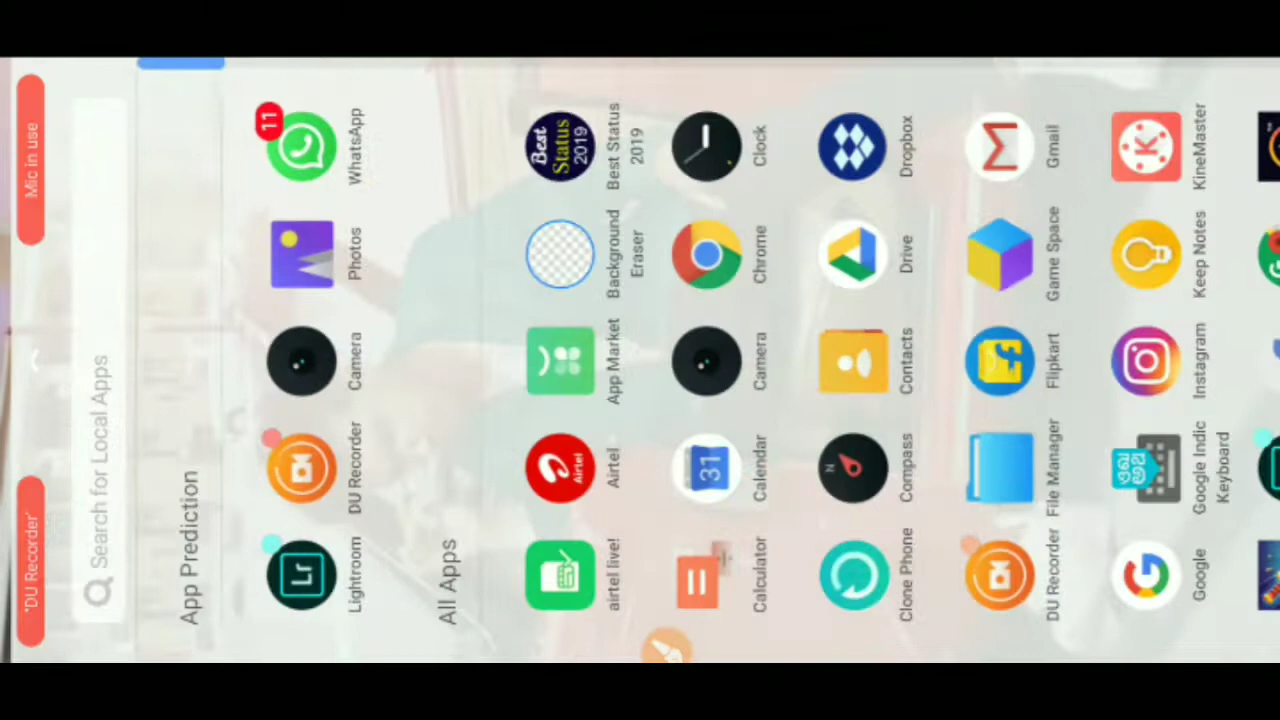 "DU Recorder"
Mic in use
Search for Local Apps
App Prediction
Lightroom
DU Recorder
Camera
Photos
WhatsApp
11
All Apps
airtel live!
Airtel
App Market
Background
Eraser
Best Status
2019
Calculator
Calendar
Camera
Chrome
Clock
Clone Phone
Compass
Contacts
Drive
Dropbox
DU Recorder
File Manager
Flipkart
Game Space
Gmail
Google
Google Indic
Keyboard
Instagram
Keep Notes
KineMaster
Lr
airtel
Best
Status
2019
31
N